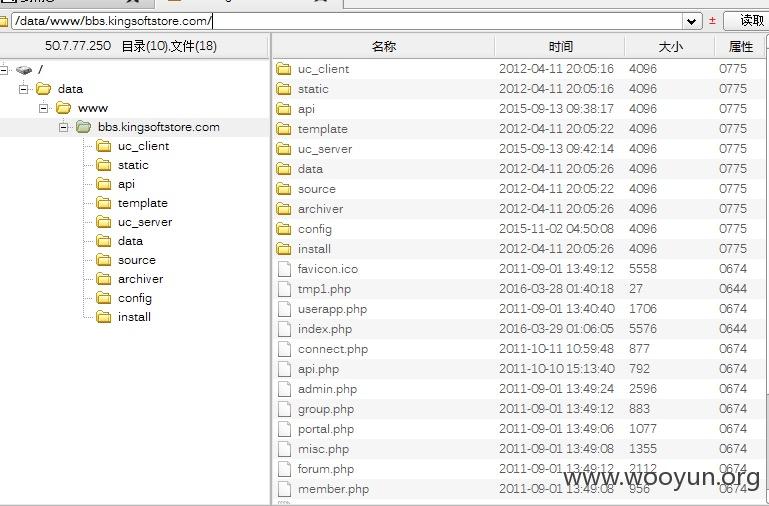 /data/www/bbs.kingsoftstore.com/
读取
50.7.77.250 目录(10),文件(18)
名称 时间 大小 属性
/
data
www
bbs.kingsoftstore.com
uc_client
static
api
template
uc_server
data
source
archiver
config
install
uc_client 2012-04-11 20:05:16 4096 0775
static 2012-04-11 20:05:16 4096 0775
api 2015-09-13 09:38:17 4096 0775
template 2012-04-11 20:05:22 4096 0775
uc_server 2015-09-13 09:42:14 4096 0775
data 2012-04-11 20:05:26 4096 0775
source 2012-04-11 20:05:22 4096 0775
archiver 2012-04-11 20:05:26 4096 0775
config 2015-11-02 04:50:08 4096 0775
install 2012-04-11 20:05:26 4096 0775
favicon.ico 2011-09-01 13:49:12 5558 0674
tmp1.php 2016-03-28 01:40:18 27 0644
userapp.php 2011-09-01 13:40:40 1706 0674
index.php 2016-03-29 01:06:05 5576 0644
connect.php 2011-10-11 10:59:48 877 0674
api.php 2011-10-10 15:13:40 792 0674
admin.php 2011-09-01 13:49:24 2596 0674
group.php 2011-09-01 13:49:12 883 0674
portal.php 2011-09-01 13:49:06 1077 0674
misc.php 2011-09-01 13:49:08 1355 0674
forum.php 2011-09-01 13:49:12 2112 0674
member.php 2011-09-01 13:49:08 956 0674
www.wooyun.org